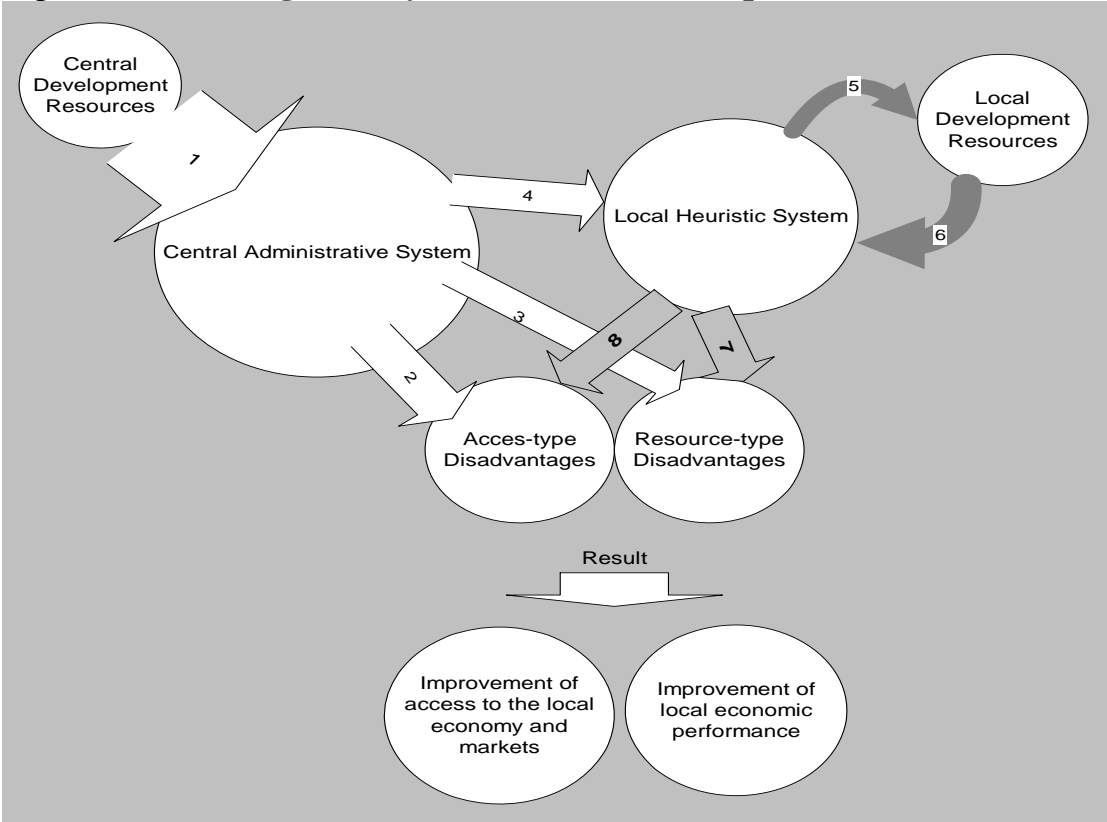 Central
Development
Resources
1
Central Administrative System
4
Local Heuristic System
5
Local
Development
Resources
6
3
2
8
7
Acces-type
Disadvantages
Resource-type
Disadvantages
Result
Improvement of
access to the local
economy and
markets
Improvement of
local economic
performance